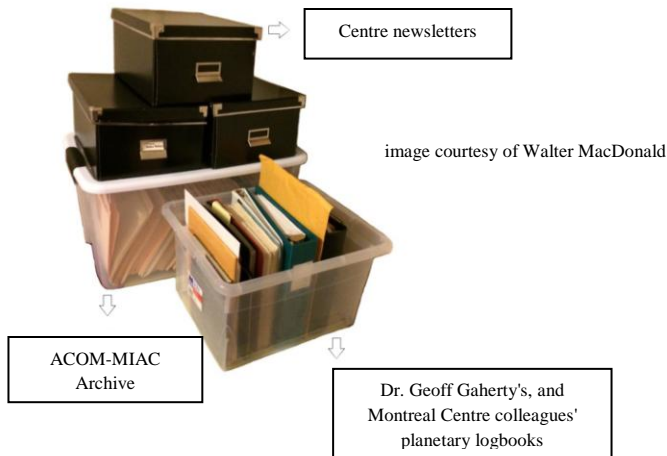 Centre newsletters
image courtesy of Walter MacDonald
ACOM-MIAC
Archive
Dr. Geoff Gaherty's, and
Montreal Centre colleagues'
planetary logbooks